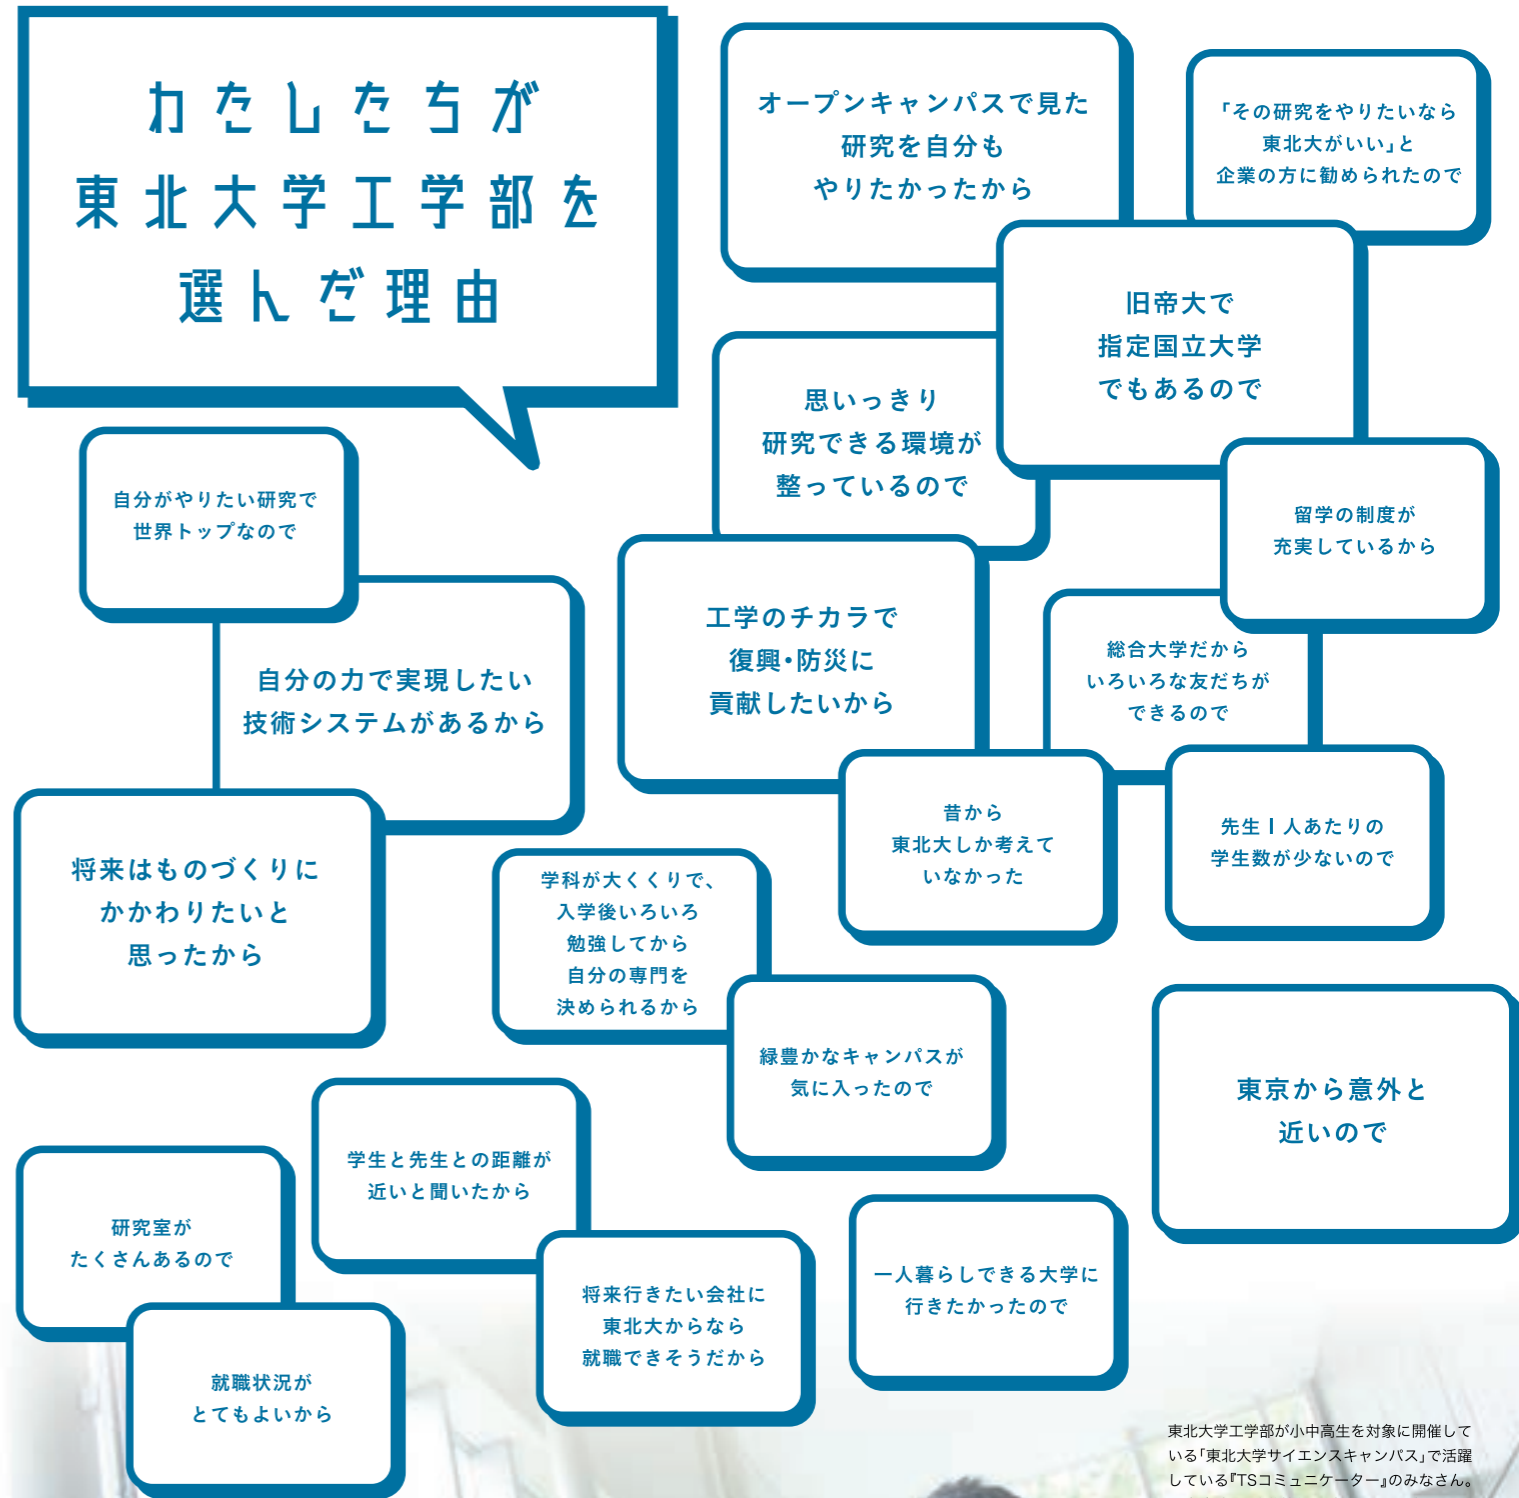 わたしたちが
東北大学工学部を
選んだ理由
オープンキャンパスで見た
研究を自分も
やりたかったから
「その研究をやりたいなら
東北大がいい」と
企業の方に勧められたので
旧帝大で
指定国立大学
でもあるので
思いっきり
研究できる環境が
整っているので
留学の制度が
充実しているから
自分がやりたい研究で
世界トップなので
自分の力で実現したい
技術システムがあるから
工学のチカラで
復興・防災に
貢献したいから
総合大学だから
いろいろな友だちが
できるので
将来はものづくりに
かかわりたいと
思ったから
学科が大くくりで、
入学後いろいろ
勉強してから
自分の専門を
決められるから
昔から
東北大しか考えて
いなかった
先生1人あたりの
学生数が少ないので
緑豊かなキャンパスが
気に入ったので
東京から意外と
近いので
学生と先生との距離が
近いと聞いたから
研究室が
たくさんあるので
将来行きたい会社に
東北大からなら
就職できそうだから
一人暮らしできる大学に
行きたかったので
就職状況が
とてもよいから
東北大学工学部が小中高生を対象に開催して
いる「東北大学サイエンスキャンパス」で活躍
している『TSコミュニケーター』のみなさん。